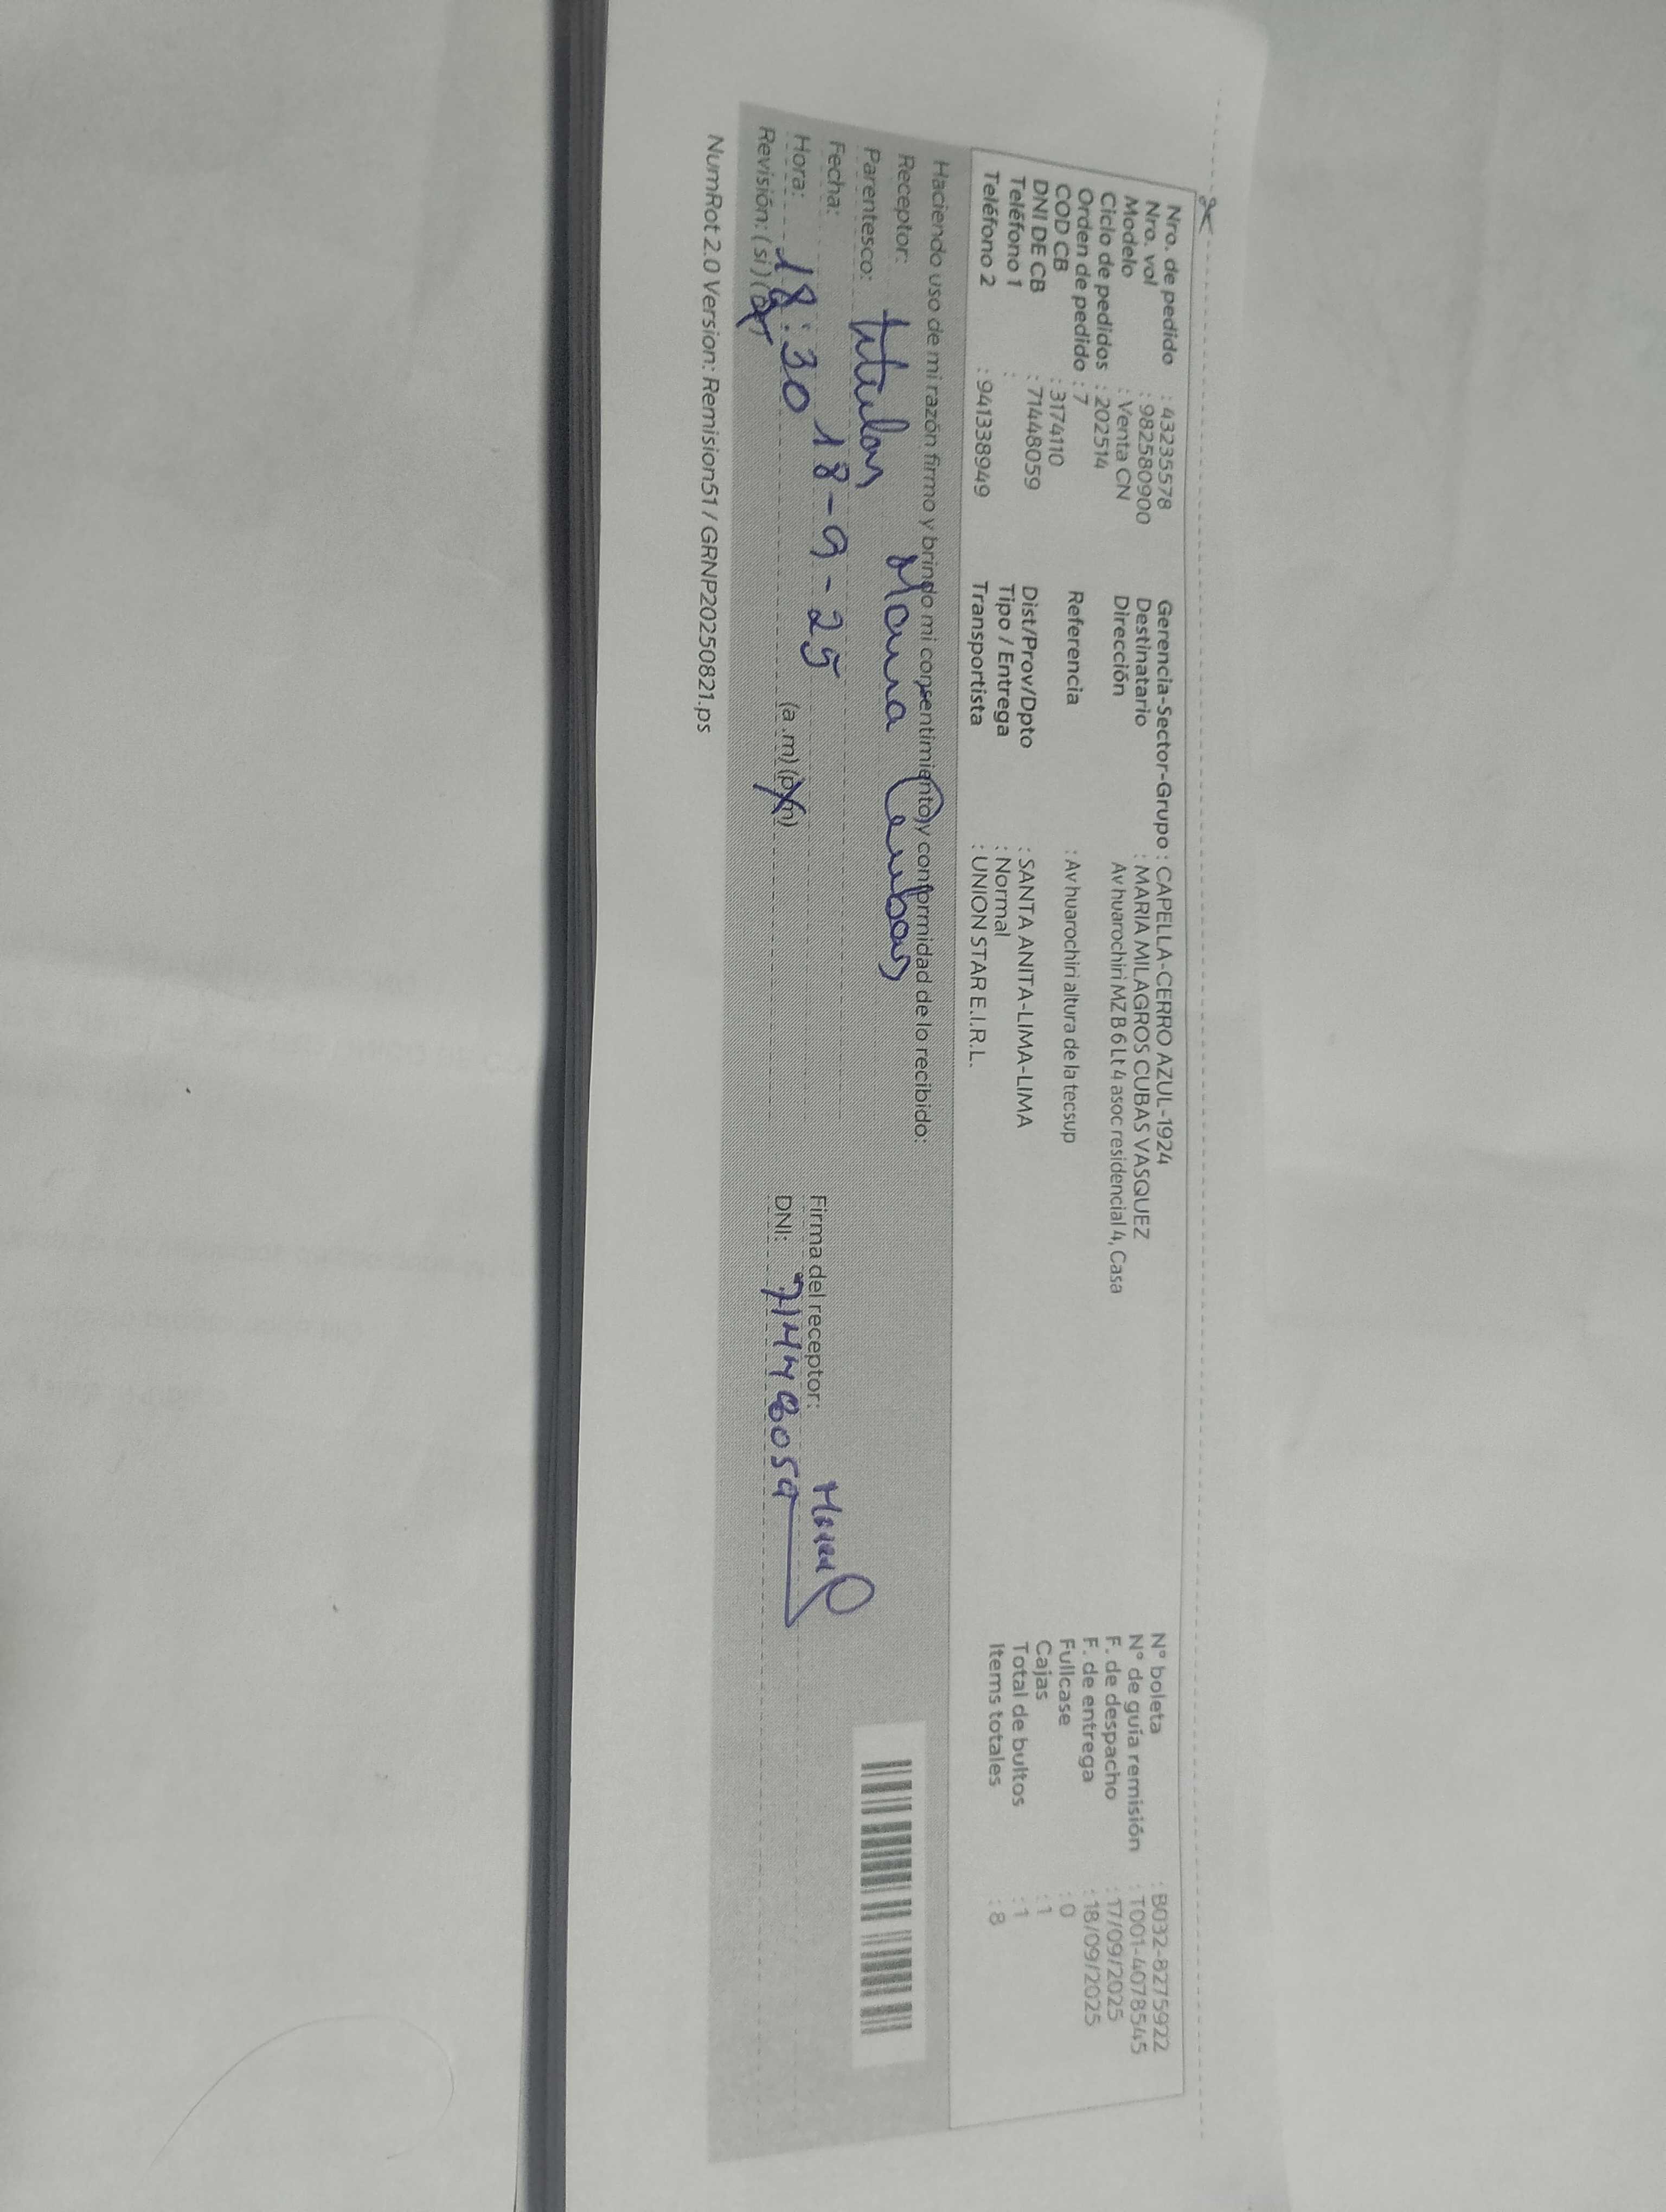 Nro. de pedido : 43235578
Nro. vol : 982580900
Modelo : Venta CN
Ciclo de pedidos : 202514
Orden de pedido : 7
COD CB : 3174110
DNI DE CB : 71448059
Teléfono 1 :
Teléfono 2 : 941338949
Gerencia-Sector-Grupo : CAPELLA-CERRO AZUL-1924
Destinatario : MARIA MILAGROS CUBAS VASQUEZ
Dirección Av huarochiri MZ B 6 Lt 4 asoc residencial 4, Casa
Referencia : Av huarochiri altura de la tecsup
Dist/Prov/Dpto : SANTA ANITA-LIMA-LIMA
Tipo / Entrega : Normal
Transportista : UNION STAR E.I.R.L.
N° boleta : B032-8275922
N° de guía remisión : T001-4078545
F. de despacho : 17/09/2025
F. de entrega : 18/09/2025
Fullcase : 0
Cajas : 1
Total de bultos : 1
Items totales : 8
Haciendo uso de mi razón firmo y brindo mi consentimiento y conformidad de lo recibido:
Receptor: Maria Cubas
Parentesco: titular
Fecha: 18-9-25
Hora: 18:30 (a.m) (p.m)
Revisión: (si) (no)
Firma del receptor: Maria
DNI: 71448059
NumRot 2.0 Version: Remision51 / GRNP20250821.ps